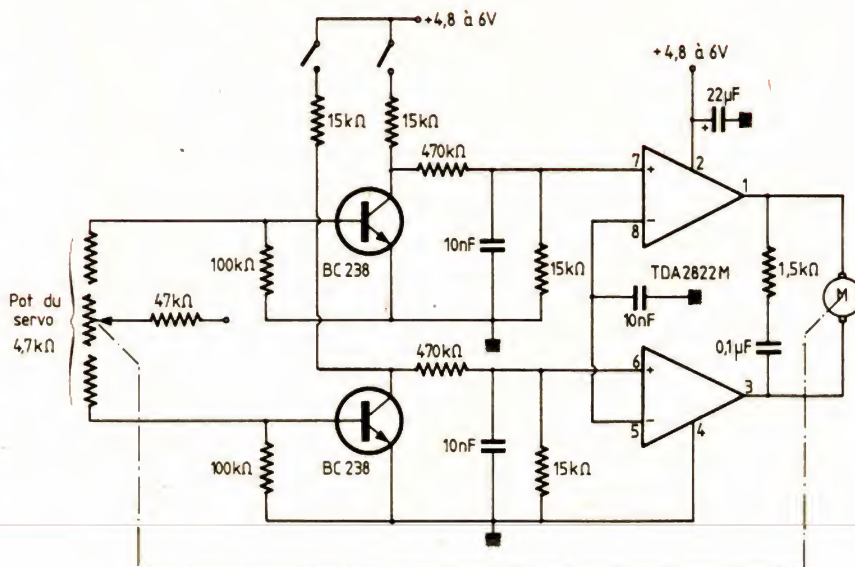 +4,8 à 6V
+4,8 à 6V
22µF
+
15kΩ
15kΩ
470kΩ
7
+
2
1
8
-
100kΩ
BC 238
10nF
15kΩ
TDA2822M
1,5kΩ
M
Pot du
servo
4,7kΩ
47kΩ
10nF
0,1µF
470kΩ
6
+
3
5
-
4
100kΩ
BC 238
10nF
15kΩ